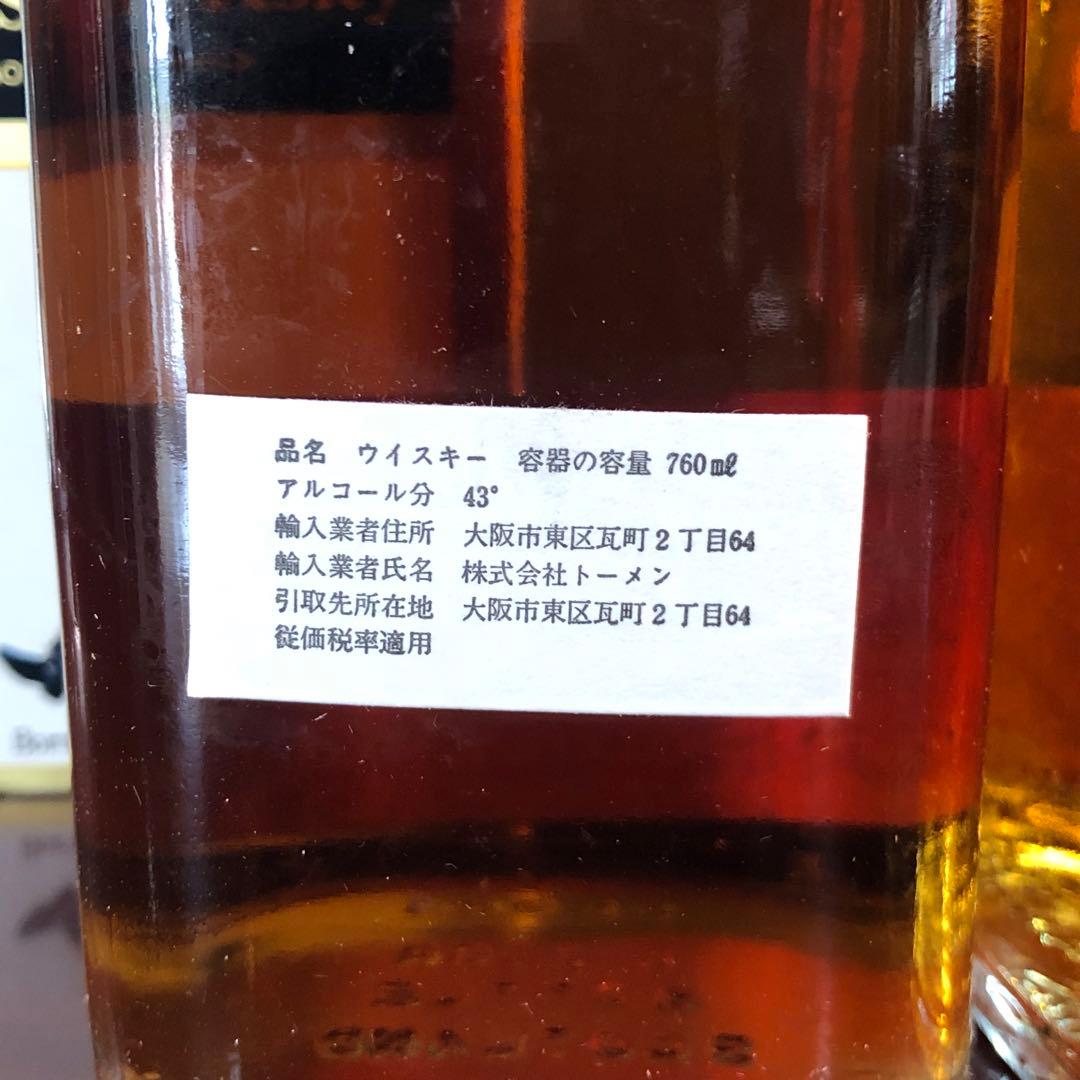 品名 ウイスキー 容器の容量 760㎖
アルコール分 43°
輸入業者住所 大阪市東区瓦町2丁目64
輸入業者氏名 株式会社トーメン
引取先所在地 大阪市東区瓦町2丁目64
従価税率適用